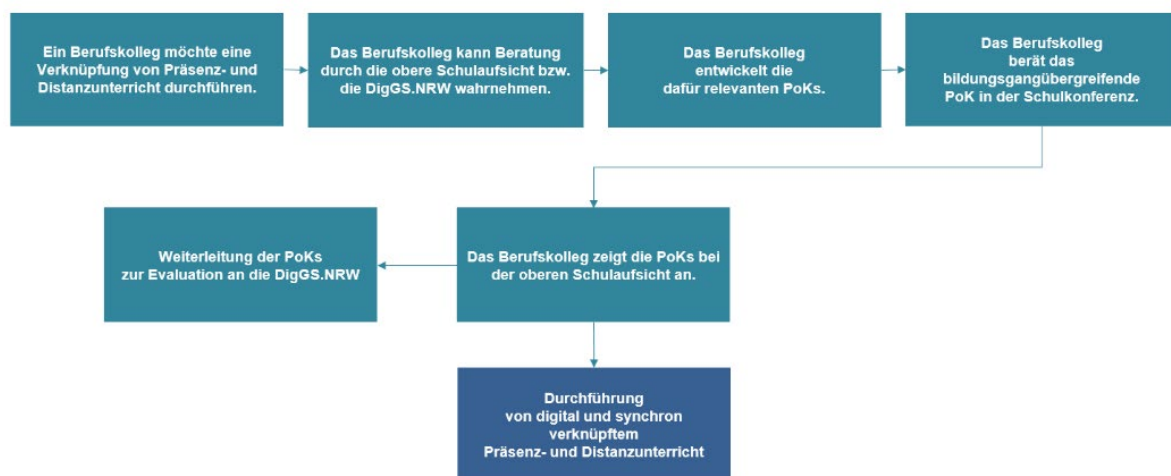 Ein Berufskolleg möchte eine
Verknüpfung von Präsenz- und
Distanzunterricht durchführen.
Das Berufskolleg kann Beratung
durch die obere Schulaufsicht bzw.
die DigGS.NRW wahrnehmen.
Das Berufskolleg
entwickelt die
dafür relevanten PoKs.
Das Berufskolleg
berät das
bildungsgangübergreifende
PoK in der Schulkonferenz.
Weiterleitung der PoKs
zur Evaluation an die DigGS.NRW
Das Berufskolleg zeigt die PoKs bei
der oberen Schulaufsicht an.
Durchführung
von digital und synchron
verknüpftem
Präsenz- und Distanzunterricht